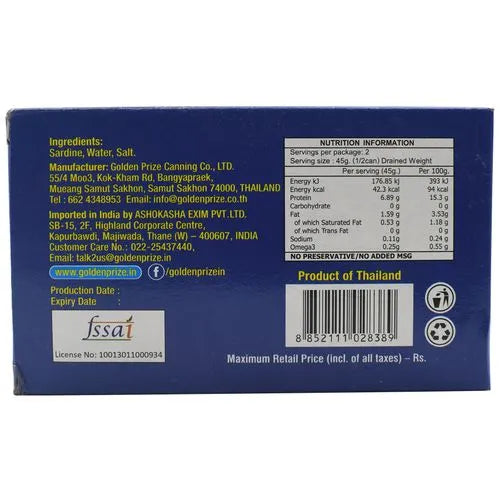 Ingredients:
Sardine, Water, Salt.
Manufacturer: Golden Prize Canning Co., LTD.
55/4 Moo3, Kok-Kham Rd, Bangyapraek,
Mueang Samut Sakhon, Samut Sakhon 74000, THAILAND
Tel : 662 4348953 Email: info@goldenprize.co.th
Imported in India by ASHOKASHA EXIM PVT.LTD.
SB-15, 2F, Highland Corporate Centre,
Kapurbawdi, Majiwada, Thane (W) - 400607, INDIA
Customer Care No.: 022-25437440,
Email: talk2us@goldenprize.in
www.goldenprize.in f /goldenprizein
Production Date :
Expiry Date :
fssai
License No: 10013011000934
NUTRITION INFORMATION
Servings per package: 2
Serving size : 45g. (1/2can) Drained Weight
Per serving (45g.) Per 100g.
Energy kJ 176.85 kj 393 kJ
Energy kcal 42.3 kcal 94 kcal
Protein 6.89 g 15.3 g
Carbohydrate 0 g 0 g
Fat 1.59 g 3.53g
of which Saturated Fat 0.53 g 1.18 g
of which Trans Fat 0 g 0 g
Sodium 0.11g 0.24 g
Omega3 0.25g 0.55 g
NO PRESERVATIVE/NO ADDED MSG
Product of Thailand
8 852111 028389
Maximum Retail Price (incl. of all taxes) – Rs.